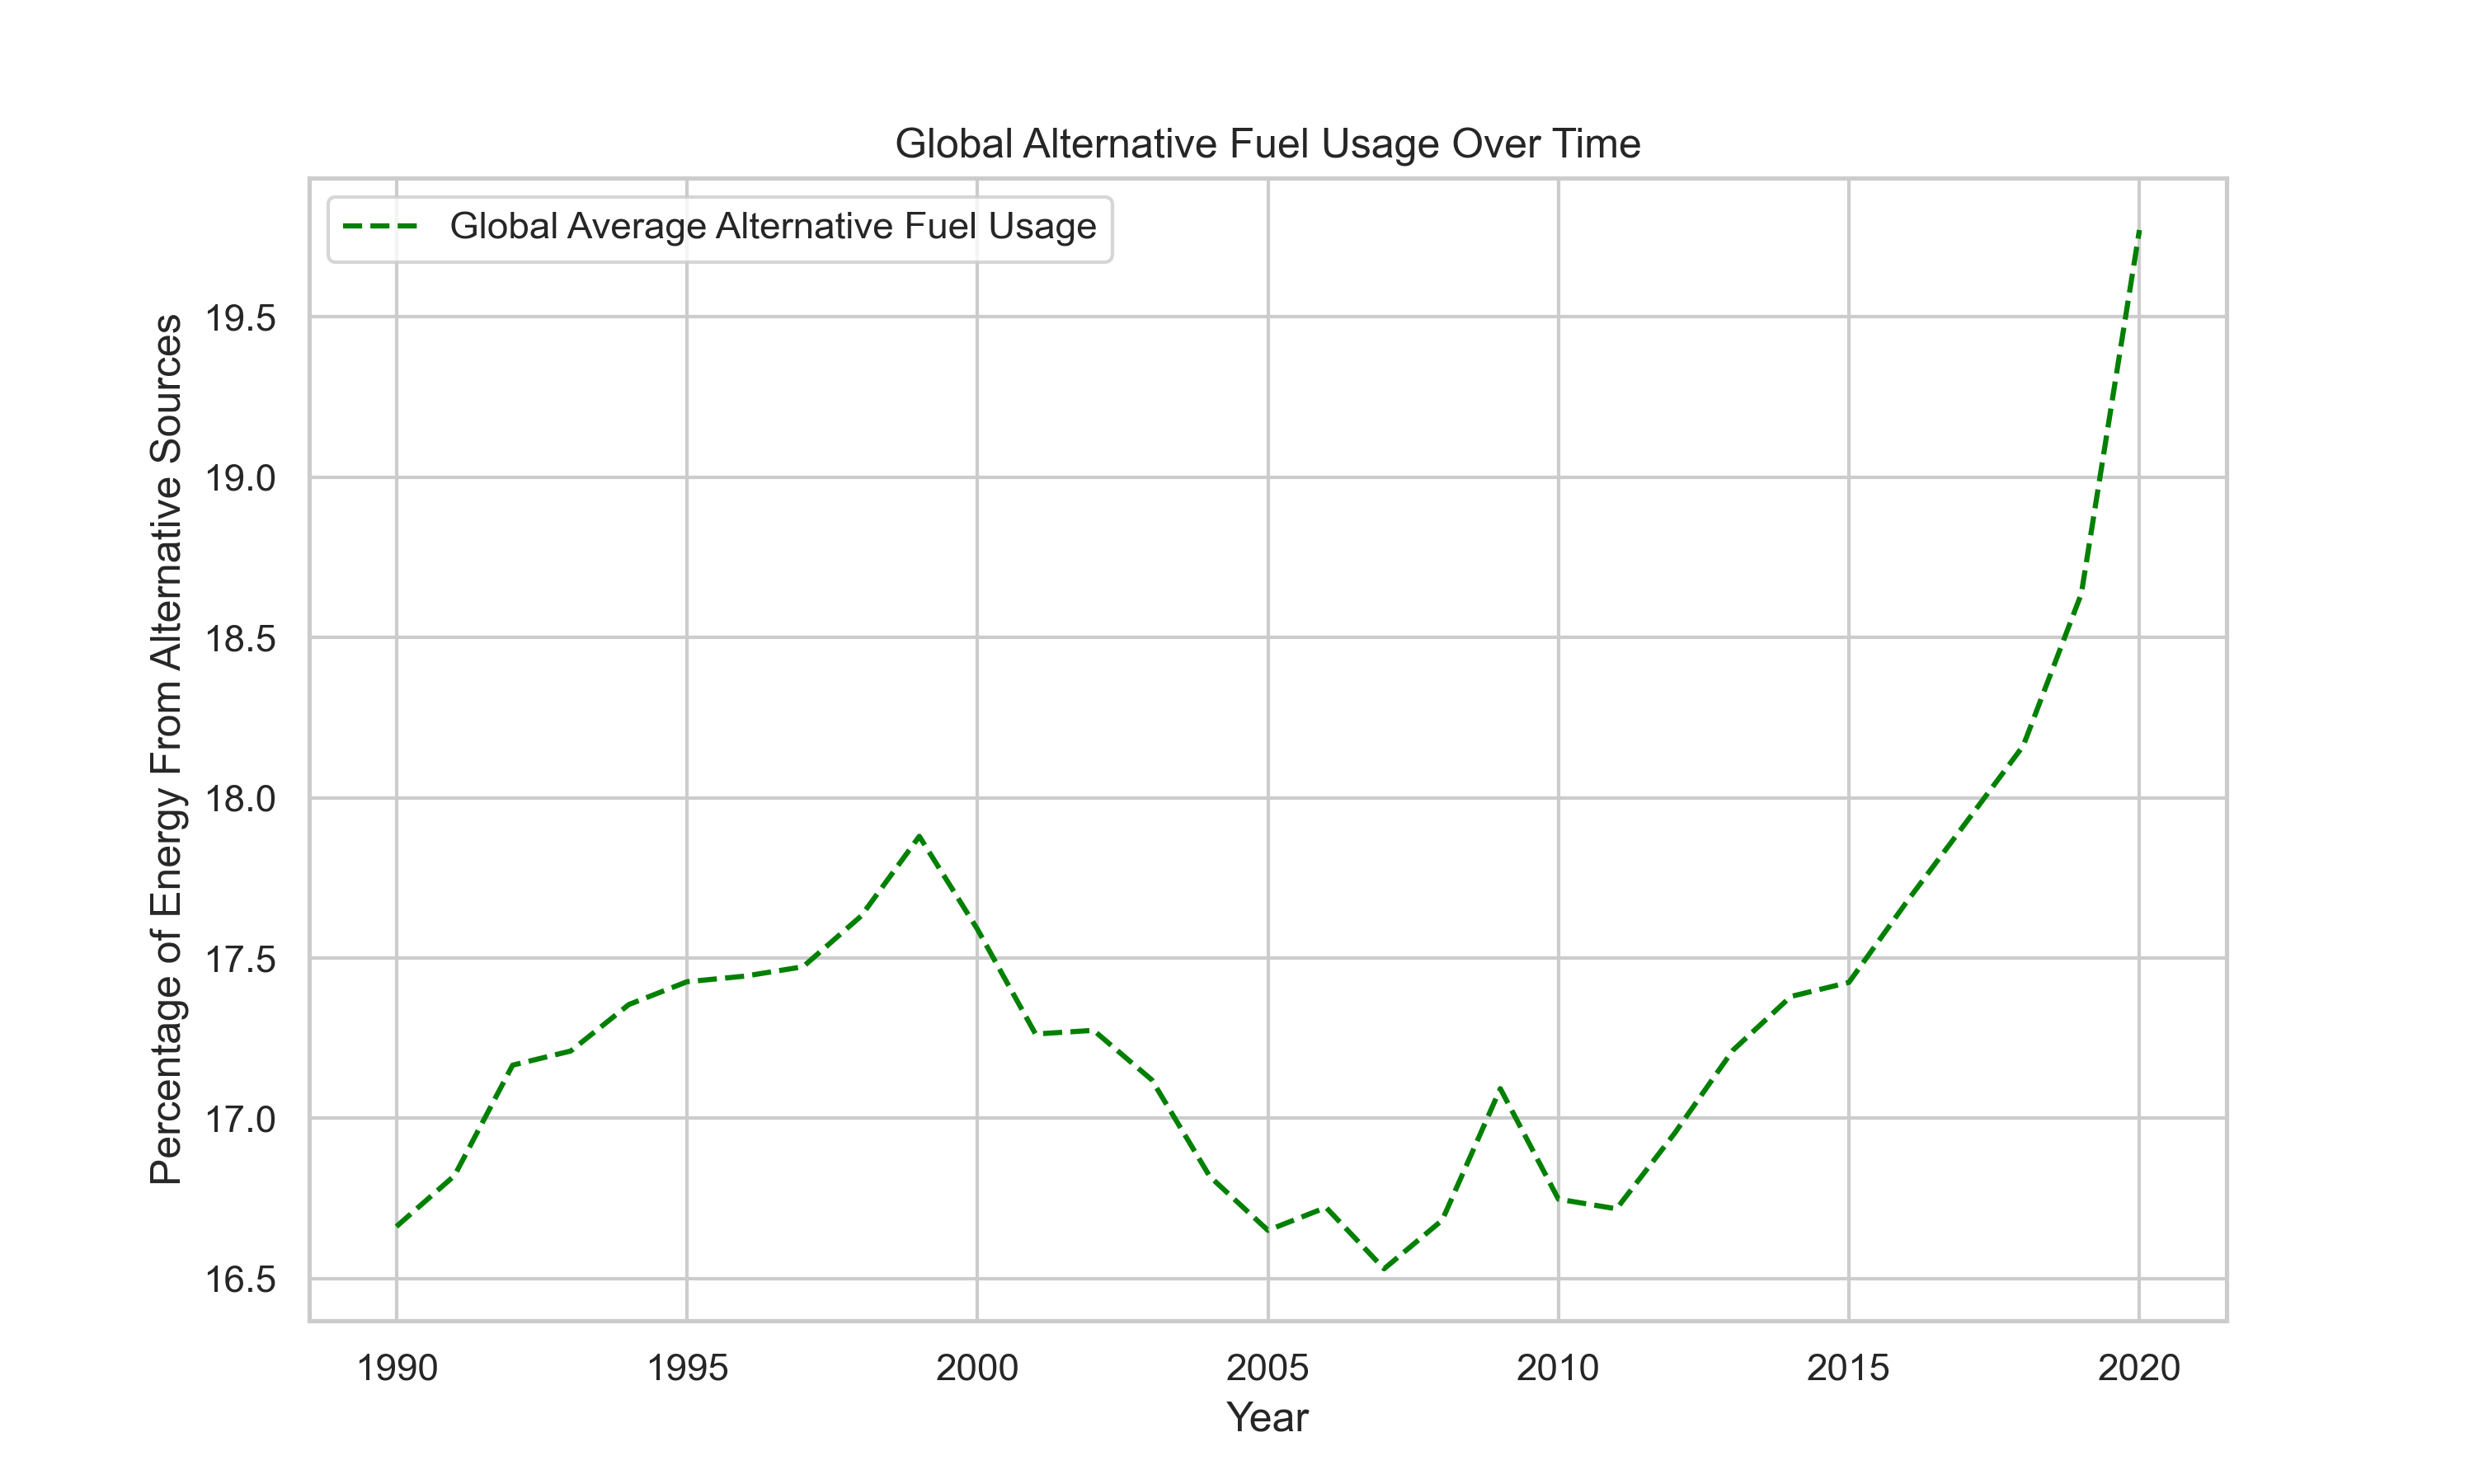 Global Alternative Fuel Usage Over Time
Global Average Alternative Fuel Usage
Percentage of Energy From Alternative Sources
19.5
19.0
18.5
18.0
17.5
17.0
16.5
1990 1995 2000 2005 2010 2015 2020
Year